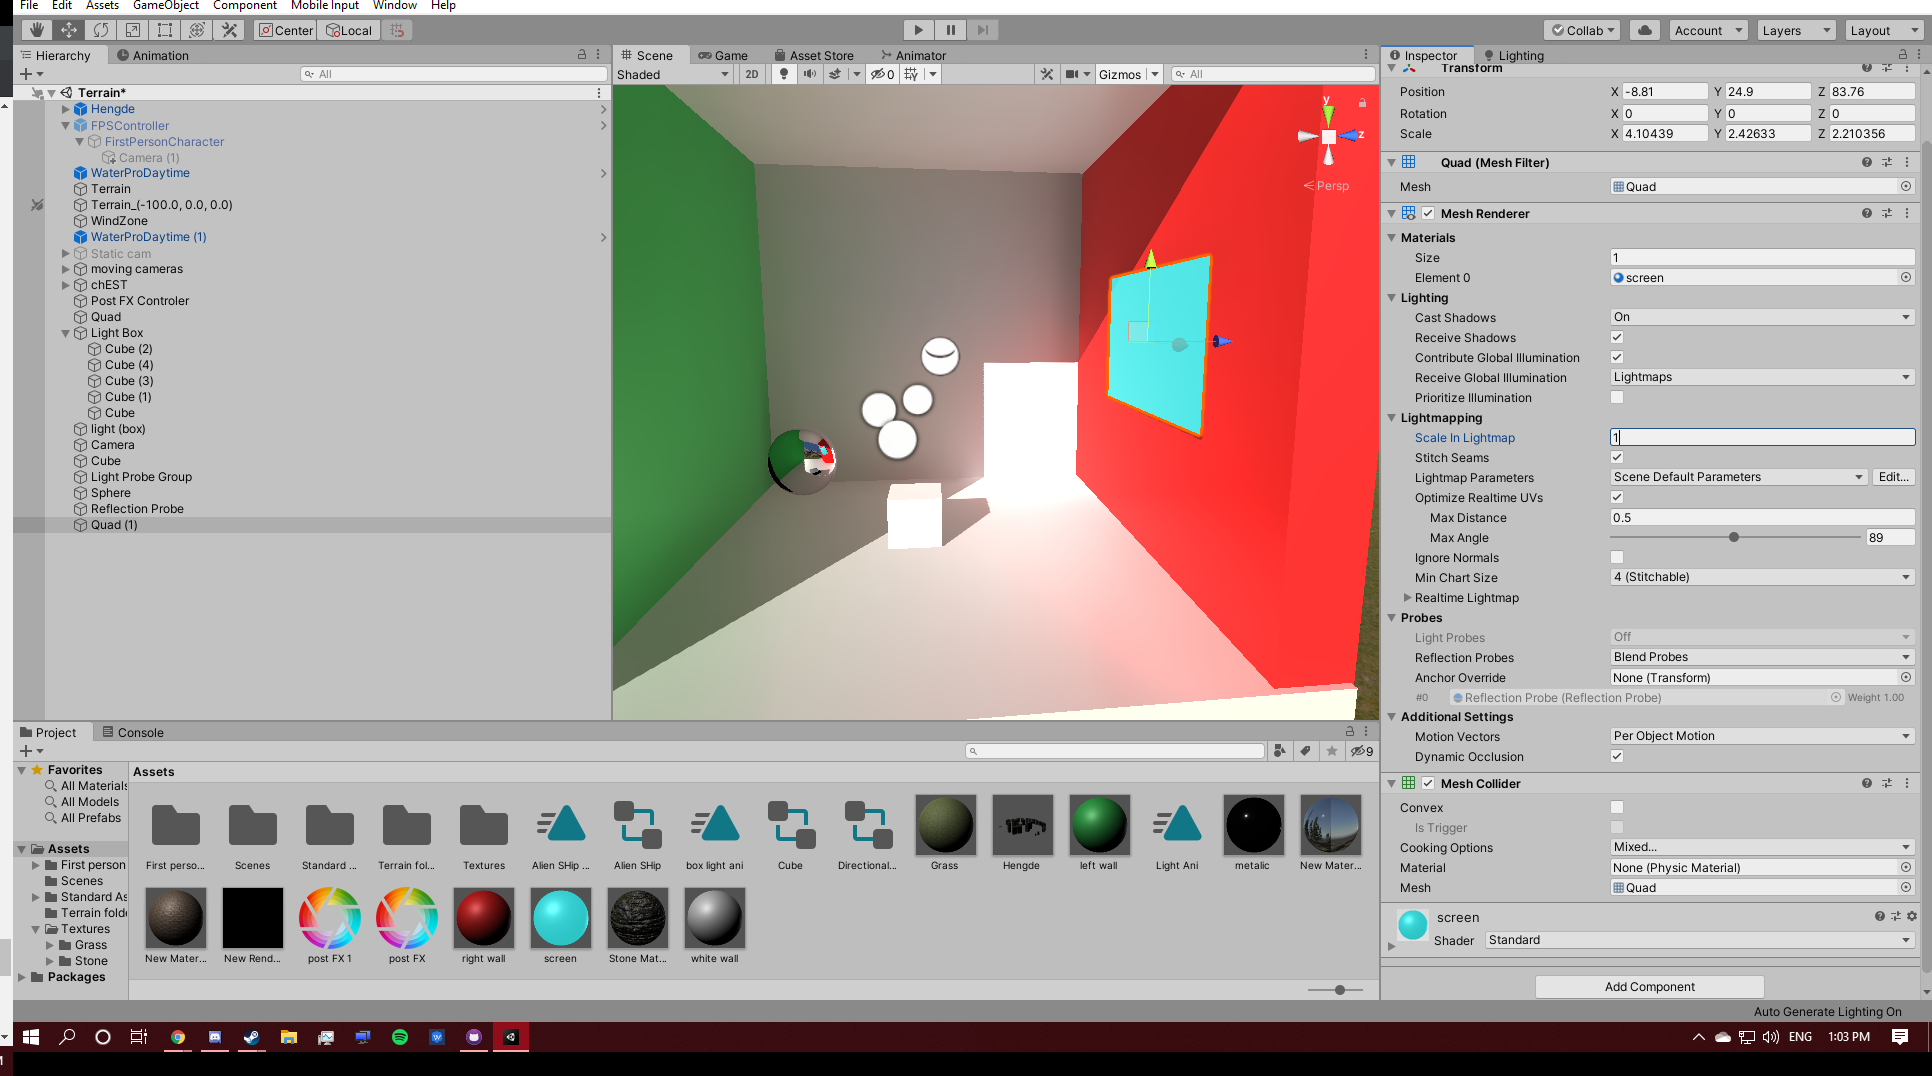 File Edit Assets GameObject Component Mobile Input Window Help
Center Local Collab Account Layers Layout
Hierarchy Animation
All
Terrain*
Hengde
FPSController
FirstPersonCharacter
Camera (1)
WaterProDaytime
Terrain
Terrain_(-100.0, 0.0, 0.0)
WindZone
WaterProDaytime (1)
Static cam
moving cameras
chEST
Post FX Controler
Quad
Light Box
Cube (2)
Cube (4)
Cube (3)
Cube (1)
Cube
light (box)
Camera
Cube
Light Probe Group
Sphere
Reflection Probe
Quad (1)
Scene Game Asset Store Animator
Shaded 2D 0 Gizmos All
y
z
Persp
Inspector Lighting
Transform
Position X -8.81 Y 24.9 Z 83.76
Rotation X 0 Y 0 Z 0
Scale X 4.10439 Y 2.42633 Z 2.210356
Quad (Mesh Filter)
Mesh Quad
Mesh Renderer
Materials
Size 1
Element 0 screen
Lighting
Cast Shadows On
Receive Shadows
Contribute Global Illumination
Receive Global Illumination Lightmaps
Prioritize Illumination
Lightmapping
Scale In Lightmap 1
Stitch Seams
Lightmap Parameters Scene Default Parameters Edit...
Optimize Realtime UVs
Max Distance 0.5
Max Angle 89
Ignore Normals
Min Chart Size 4 (Stitchable)
Realtime Lightmap
Probes
Light Probes Off
Reflection Probes Blend Probes
Anchor Override None (Transform)
#0 Reflection Probe (Reflection Probe) Weight 1.00
Additional Settings
Motion Vectors Per Object Motion
Dynamic Occlusion
Mesh Collider
Convex
Is Trigger
Cooking Options Mixed...
Material None (Physic Material)
Mesh Quad
screen
Shader Standard
Add Component
Project Console
9
Favorites
All Materials
All Models
All Prefabs
Assets
First person
Scenes
Standard As
Terrain folde
Textures
Grass
Stone
Packages
Assets
First perso... Scenes Standard ... Terrain fol... Textures Alien SHip ... Alien SHip box light ani Cube Directional... Grass Hengde left wall Light Ani metalic New Mater...
New Mater... New Rend... post FX 1 post FX right wall screen Stone Mat... white wall
Auto Generate Lighting On
ENG 1:03 PM